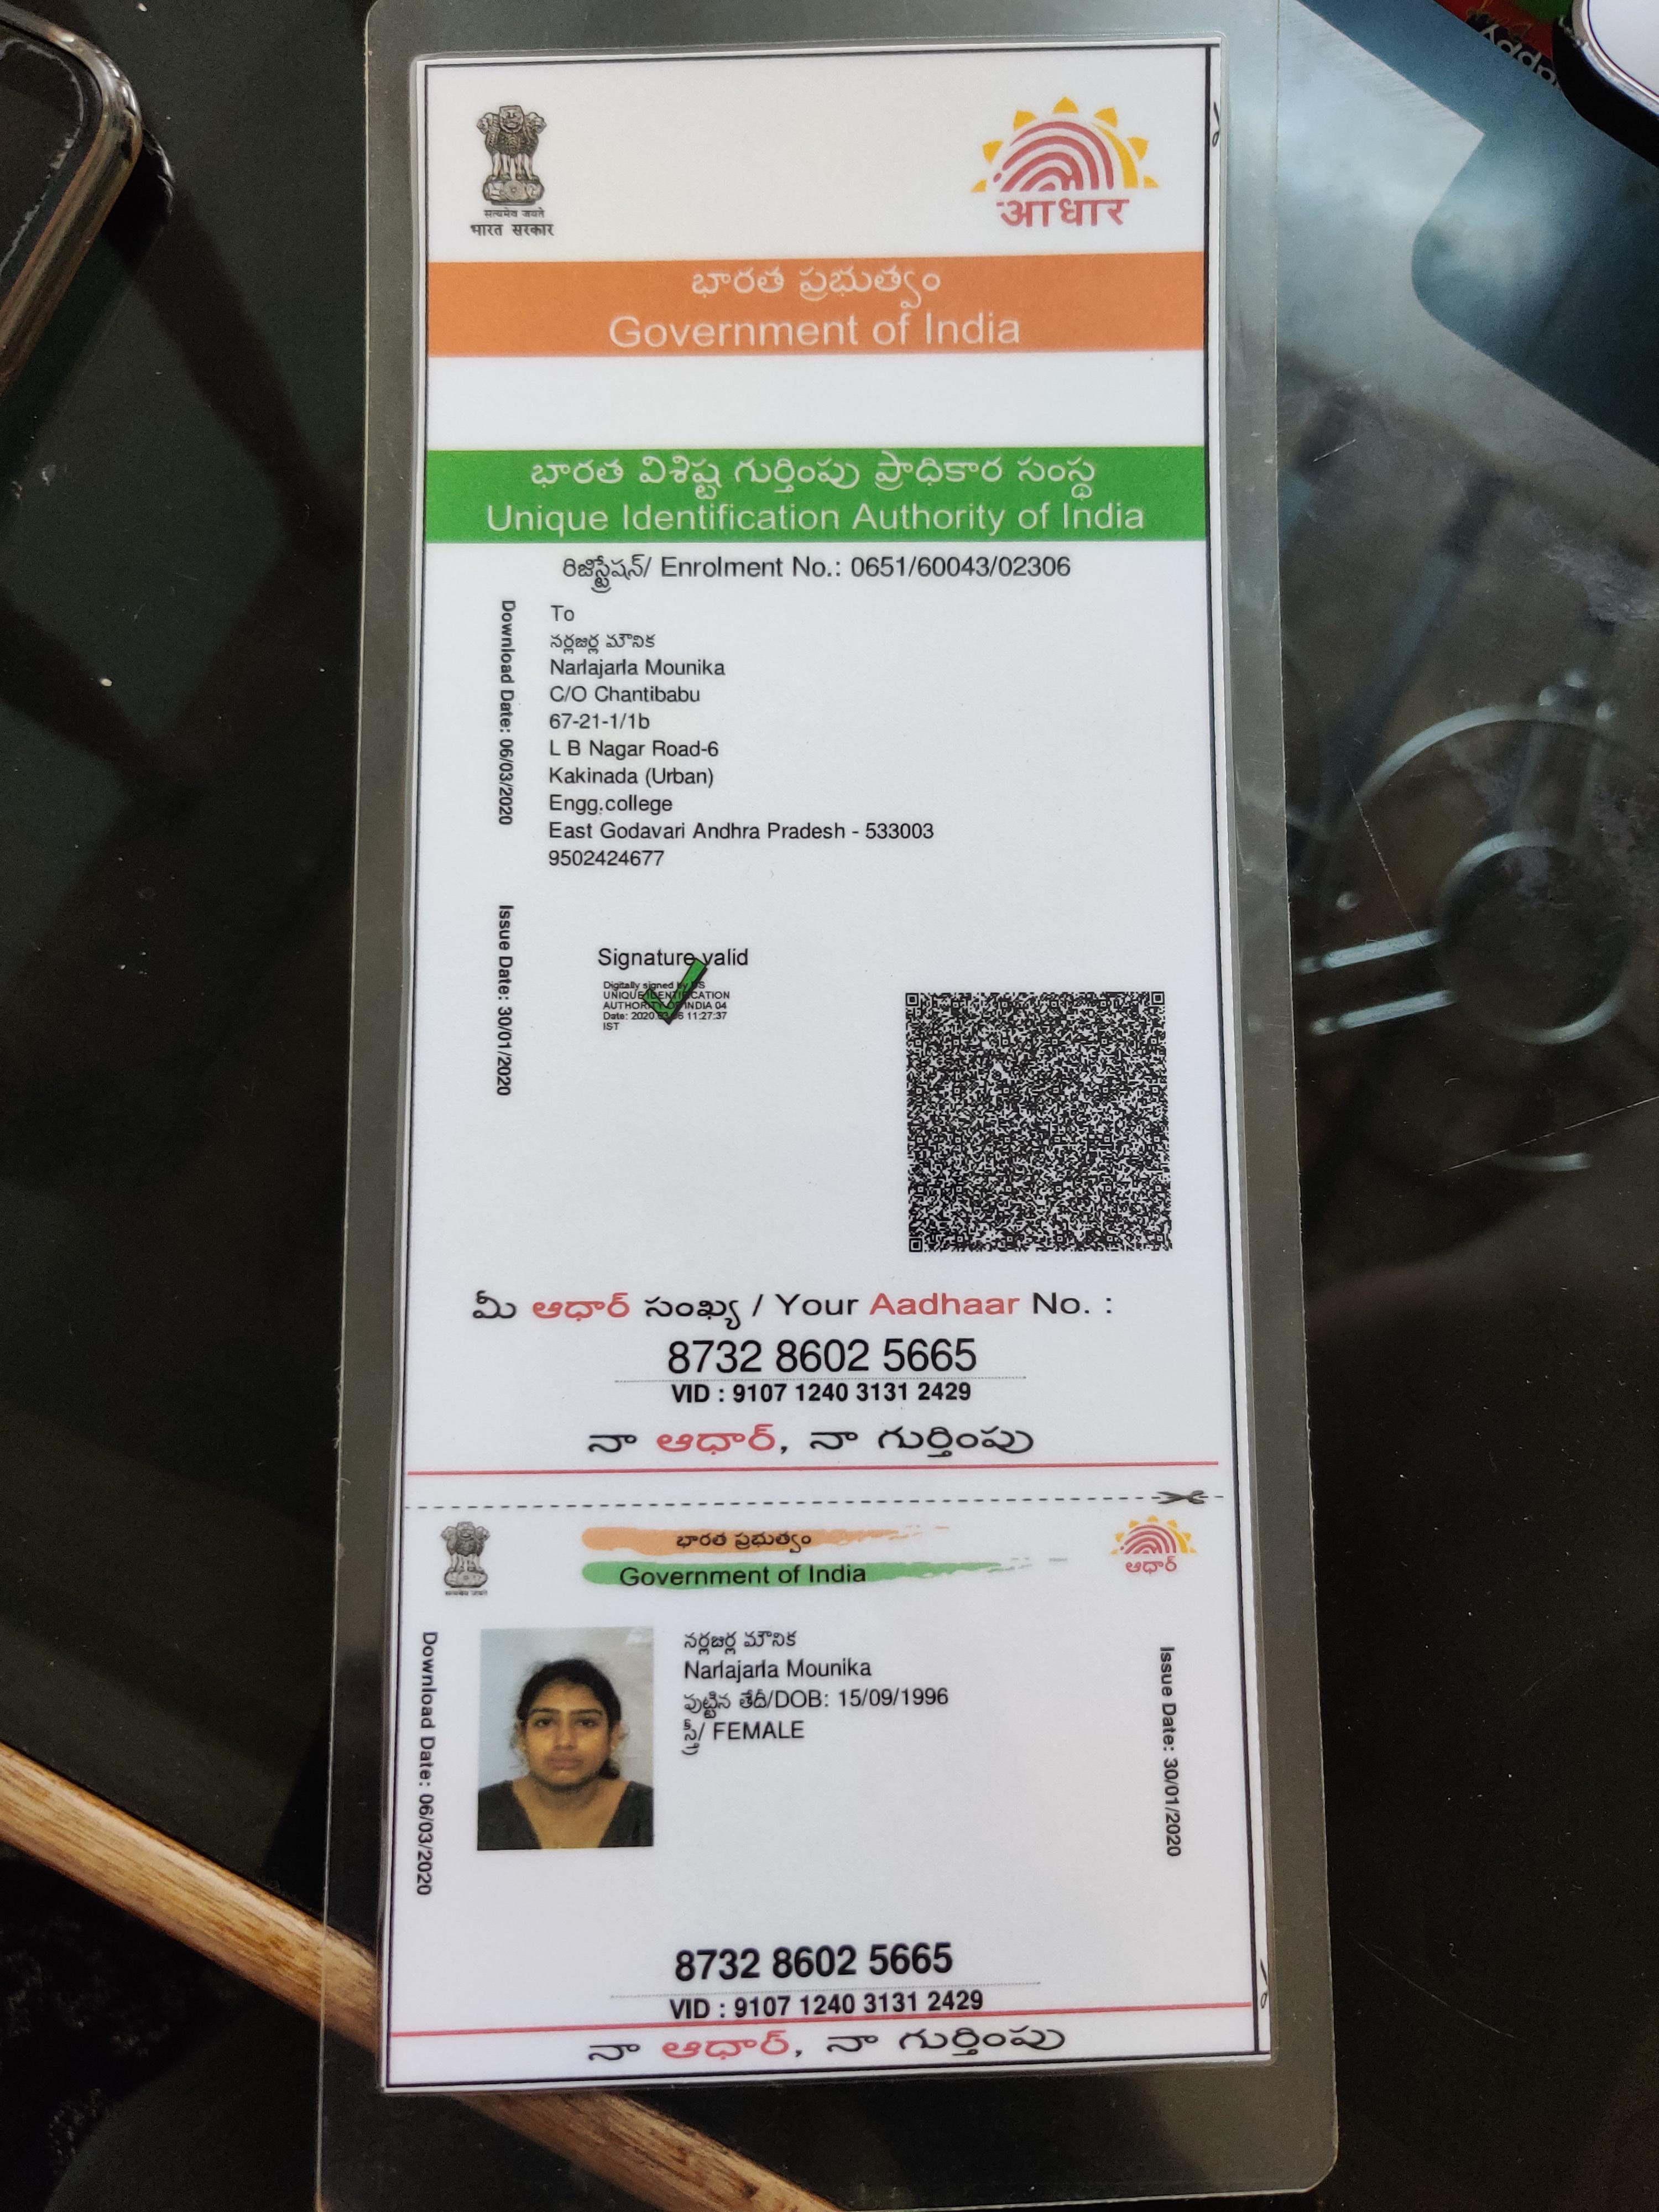 सत्यमेव जयते
भारत सरकार
आधार
భారత ప్రభుత్వం
Government of India
భారత విశిష్ట గుర్తింపు ప్రాధికార సంస్థ
Unique Identification Authority of India
రిజిస్ట్రేషన్/ Enrolment No.: 0651/60043/02306
Download Date: 06/03/2020
To
నర్లజర్ల మౌనిక
Narlajarla Mounika
C/O Chantibabu
67-21-1/1b
L B Nagar Road-6
Kakinada (Urban)
Engg.college
East Godavari Andhra Pradesh - 533003
9502424677
Issue Date: 30/01/2020
Signature valid
Digitally signed by DS
UNIQUE IDENTIFICATION
AUTHORITY OF INDIA 04
Date: 2020 11:27:37
IST
మీ ఆధార్ సంఖ్య / Your Aadhaar No. :
8732 8602 5665
VID : 9107 1240 3131 2429
నా ఆధార్, నా గుర్తింపు
భారత ప్రభుత్వం
Government of India
ఆధార్
Download Date: 06/03/2020
నర్లజర్ల మౌనిక
Narlajarla Mounika
పుట్టిన తేదీ/DOB: 15/09/1996
స్త్రీ/ FEMALE
Issue Date: 30/01/2020
8732 8602 5665
VID : 9107 1240 3131 2429
నా ఆధార్, నా గుర్తింపు